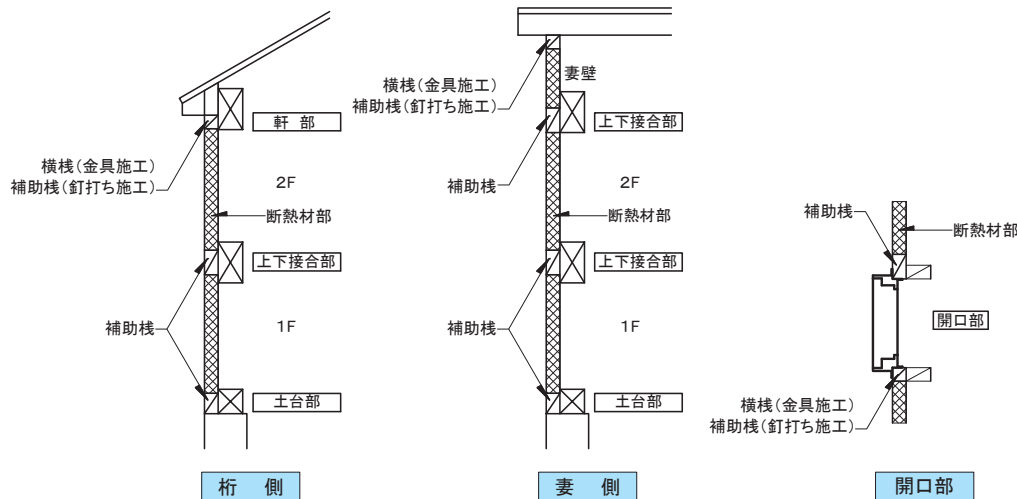 横桟(金具施工)
補助桟(釘打ち施工)
軒 部
2F
断熱材部
上下接合部
補助桟
1F
土台部
桁 側
横桟(金具施工)
補助桟(釘打ち施工)
妻壁
上下接合部
補助桟
2F
断熱材部
上下接合部
補助桟
1F
土台部
妻 側
補助桟
断熱材部
開口部
横桟(金具施工)
補助桟(釘打ち施工)
開口部